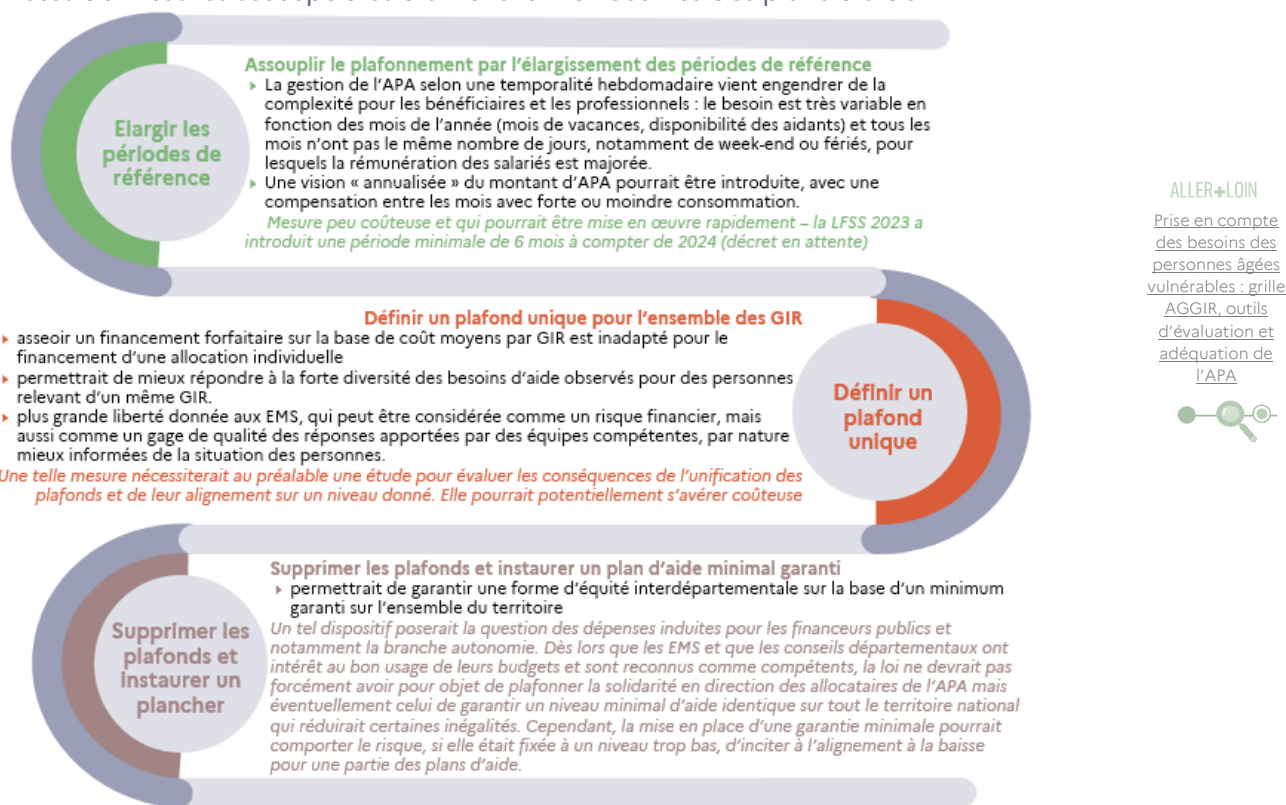 Assouplir le plafonnement par l'élargissement des périodes de référence
La gestion de l'APA selon une temporalité hebdomadaire vient engendrer de la
complexité pour les bénéficiaires et les professionnels : le besoin est très variable en
fonction des mois de l'année (mois de vacances, disponibilité des aidants) et tous les
mois n'ont pas le même nombre de jours, notamment de week-end ou fériés, pour
lesquels la rémunération des salariés est majorée.
Une vision « annualisée » du montant d'APA pourrait être introduite, avec une
compensation entre les mois avec forte ou moindre consommation.
Mesure peu coûteuse et qui pourrait être mise en œuvre rapidement – la LFSS 2023 a
introduit une période minimale de 6 mois à compter de 2024 (décret en attente)
Elargir les
périodes de
référence
Définir un plafond unique pour l'ensemble des GIR
asseoir un financement forfaitaire sur la base de coût moyens par GIR est inadapté pour le
financement d'une allocation individuelle
permettrait de mieux répondre à la forte diversité des besoins d'aide observés pour des personnes
relevant d'un même GIR.
plus grande liberté donnée aux EMS, qui peut être considérée comme un risque financier, mais
aussi comme un gage de qualité des réponses apportées par des équipes compétentes, par nature
mieux informées de la situation des personnes.
Une telle mesure nécessiterait au préalable une étude pour évaluer les conséquences de l'unification des
plafonds et de leur alignement sur un niveau donné. Elle pourrait potentiellement s'avérer coûteuse
Définir un
plafond
unique
Supprimer les plafonds et instaurer un plan d'aide minimal garanti
permettrait de garantir une forme d'équité interdépartementale sur la base d'un minimum
garanti sur l'ensemble du territoire
Un tel dispositif poserait la question des dépenses induites pour les financeurs publics et
notamment la branche autonomie. Dès lors que les EMS et que les conseils départementaux ont
intérêt au bon usage de leurs budgets et sont reconnus comme compétents, la loi ne devrait pas
forcément avoir pour objet de plafonner la solidarité en direction des allocataires de l'APA mais
éventuellement celui de garantir un niveau minimal d'aide identique sur tout le territoire national
qui réduirait certaines inégalités. Cependant, la mise en place d'une garantie minimale pourrait
comporter le risque, si elle était fixée à un niveau trop bas, d'inciter à l'alignement à la baisse
pour une partie des plans d'aide.
Supprimer les
plafonds et
instaurer un
plancher
ALLER+LOIN
Prise en compte
des besoins des
personnes âgées
vulnérables : grille
AGGIR, outils
d'évaluation et
adéquation de
l'APA